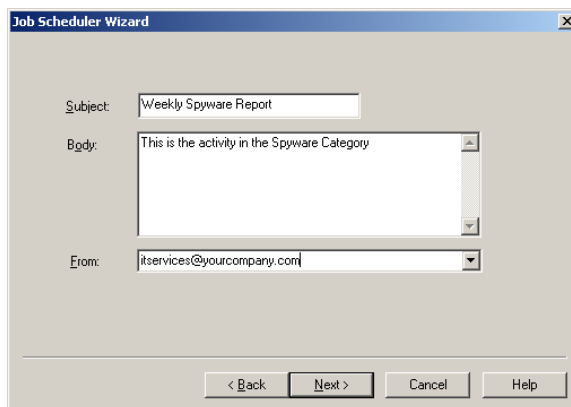 Job Scheduler Wizard
Subject: Weekly Spyware Report
Body: This is the activity in the Spyware Category
From: itservices@yourcompany.com
< Back Next > Cancel Help